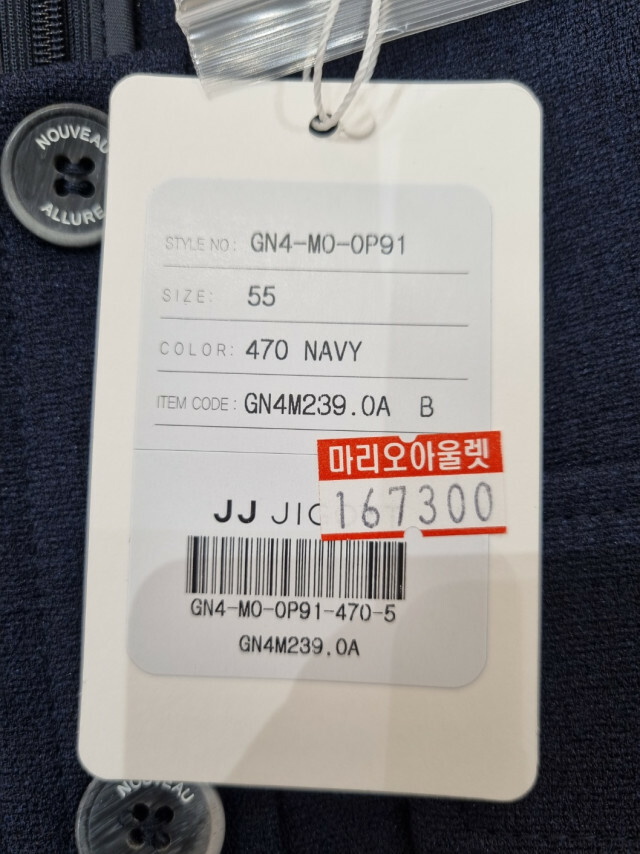 NOUVEAU
ALLURE
STYLE NO: GN4-MO-OP91
SIZE: 55
COLOR: 470 NAVY
ITEM CODE: GN4M239.0A B
마리오아울렛
167300
JJ
GN4-MO-OP91-470-5
GN4M239.0A
NOUVEAU